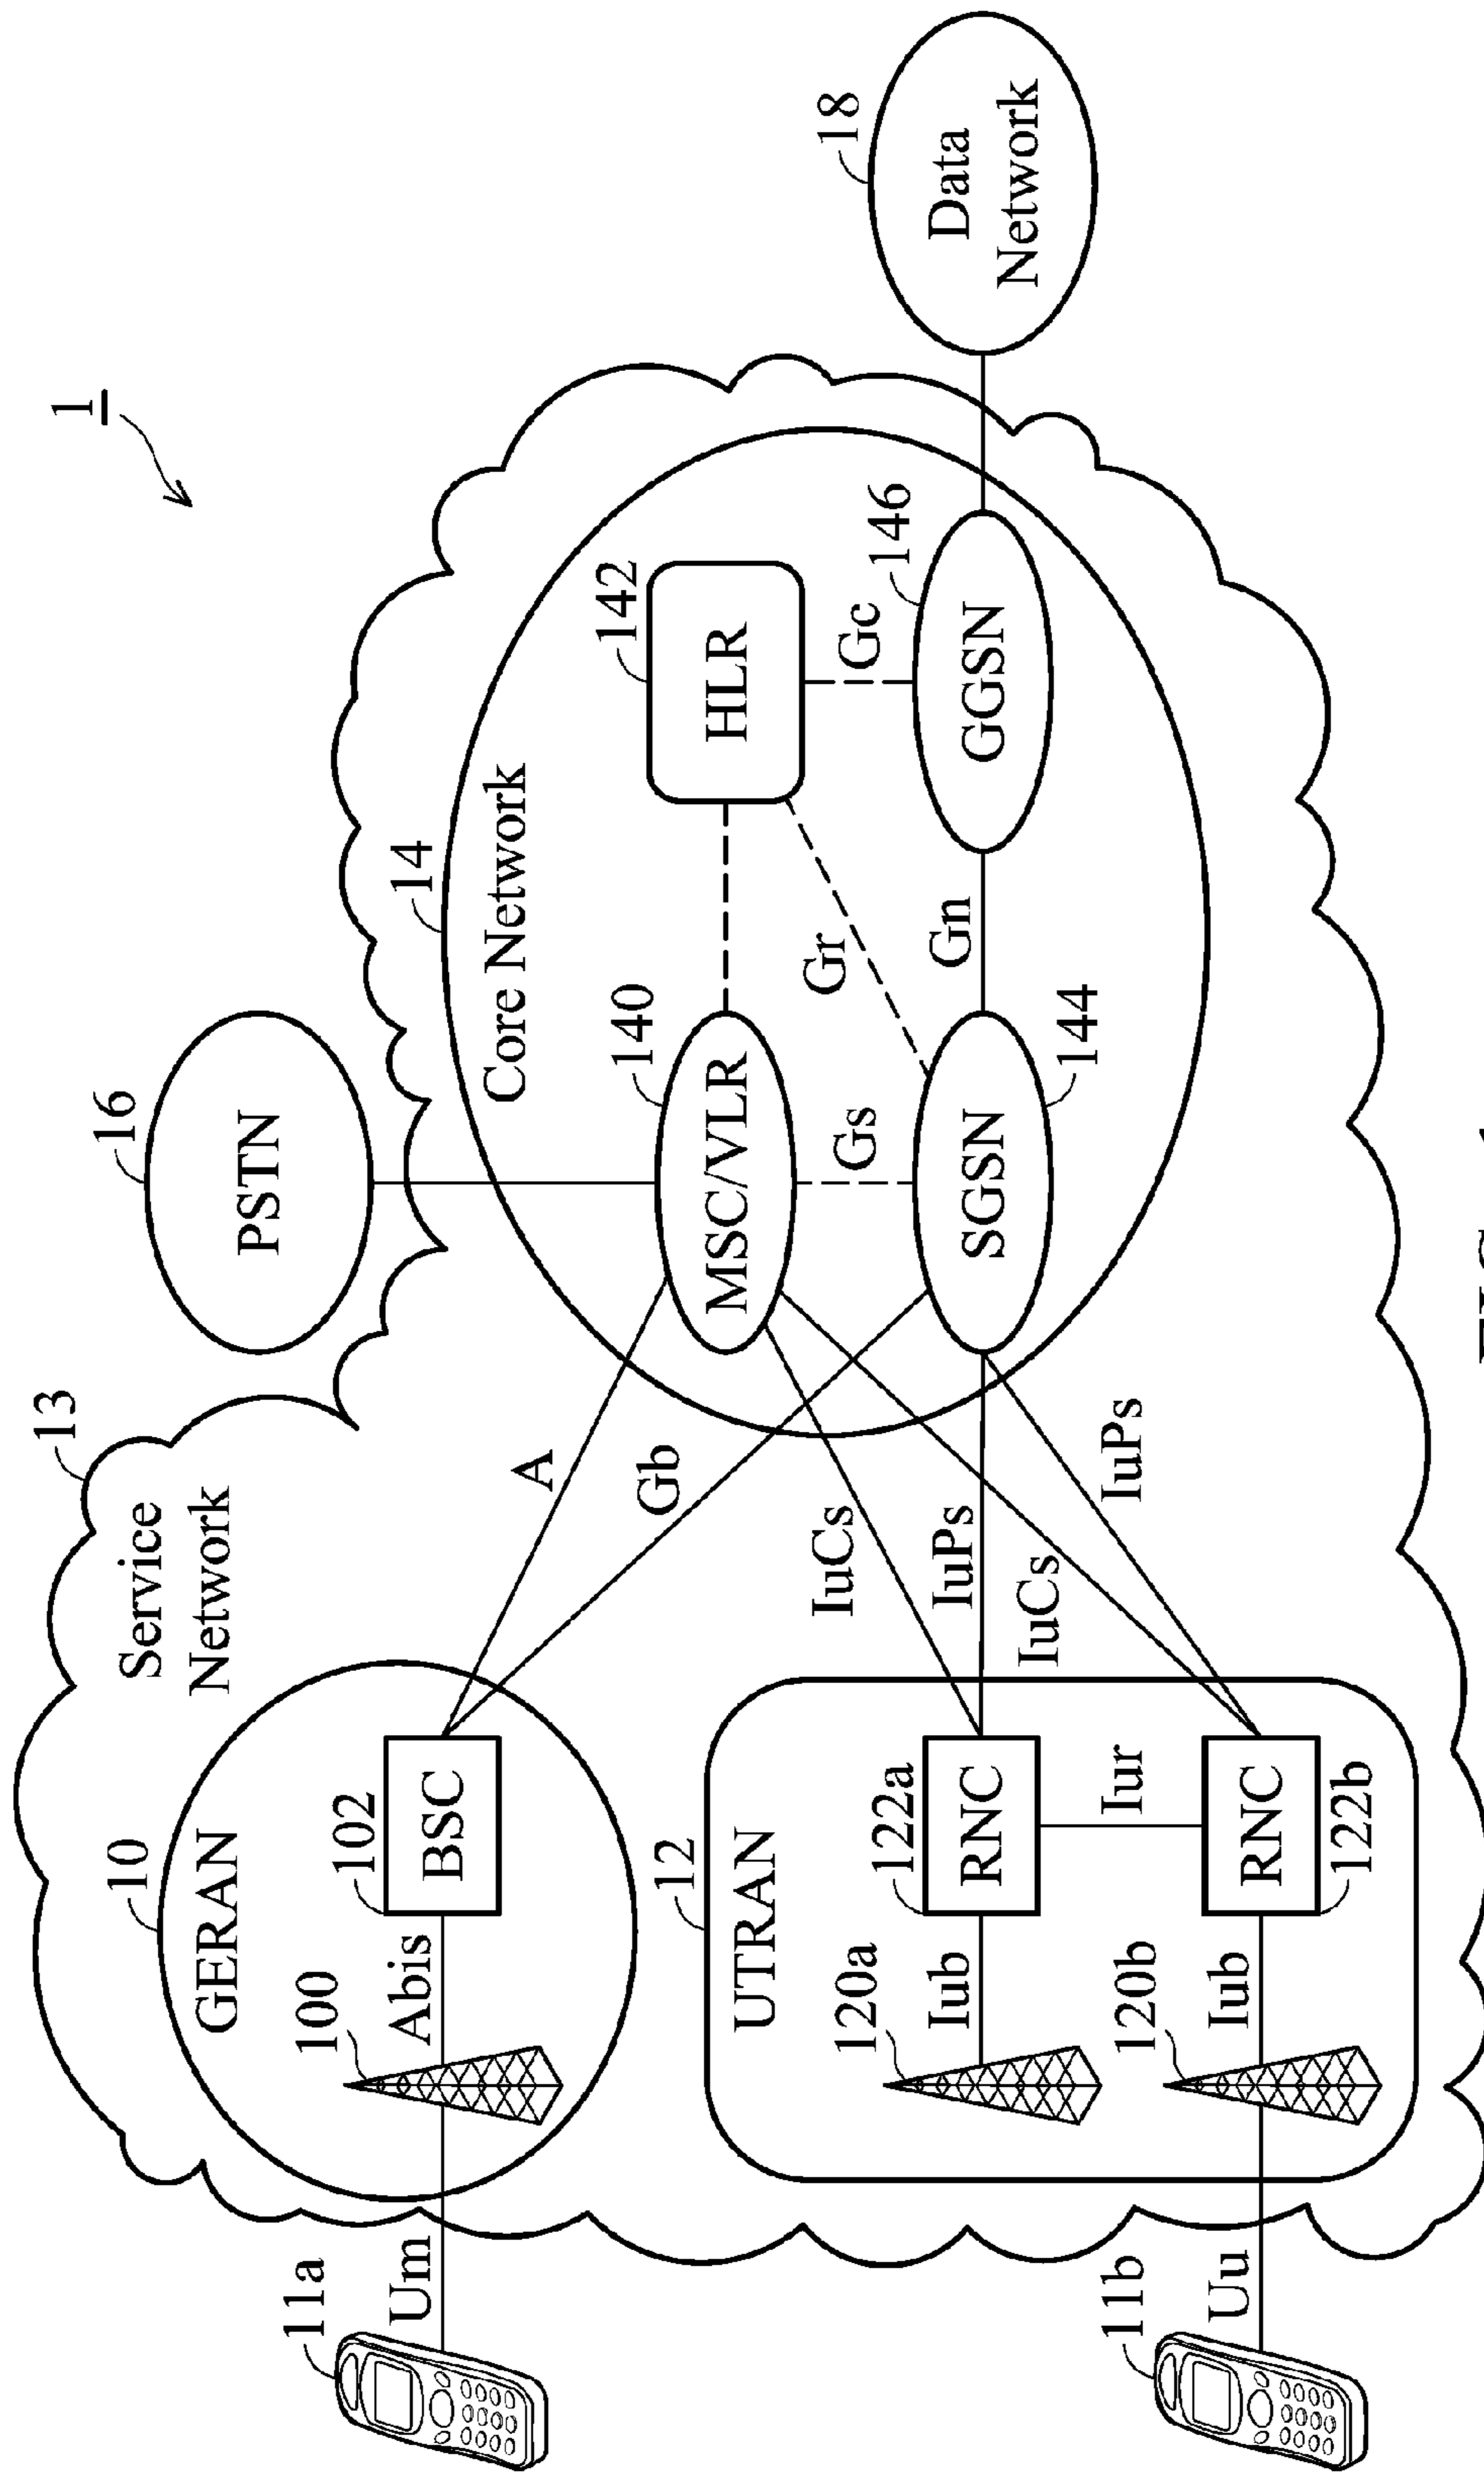 1
13
Service
Network
16
PSTN
10
GERAN
14
Core Network
100
Abis
102
BSC
A
Gb
140
MSC/VLR
142
HLR
Gs
Gr
Gc
144
SGSN
Gn
146
GGSN
18
Data
Network
11a
Um
12
UTRAN
120a
Iub
122a
RNC
IuCs
IuPs
IuCs
IuPs
Iur
120b
Iub
122b
RNC
11b
Uu